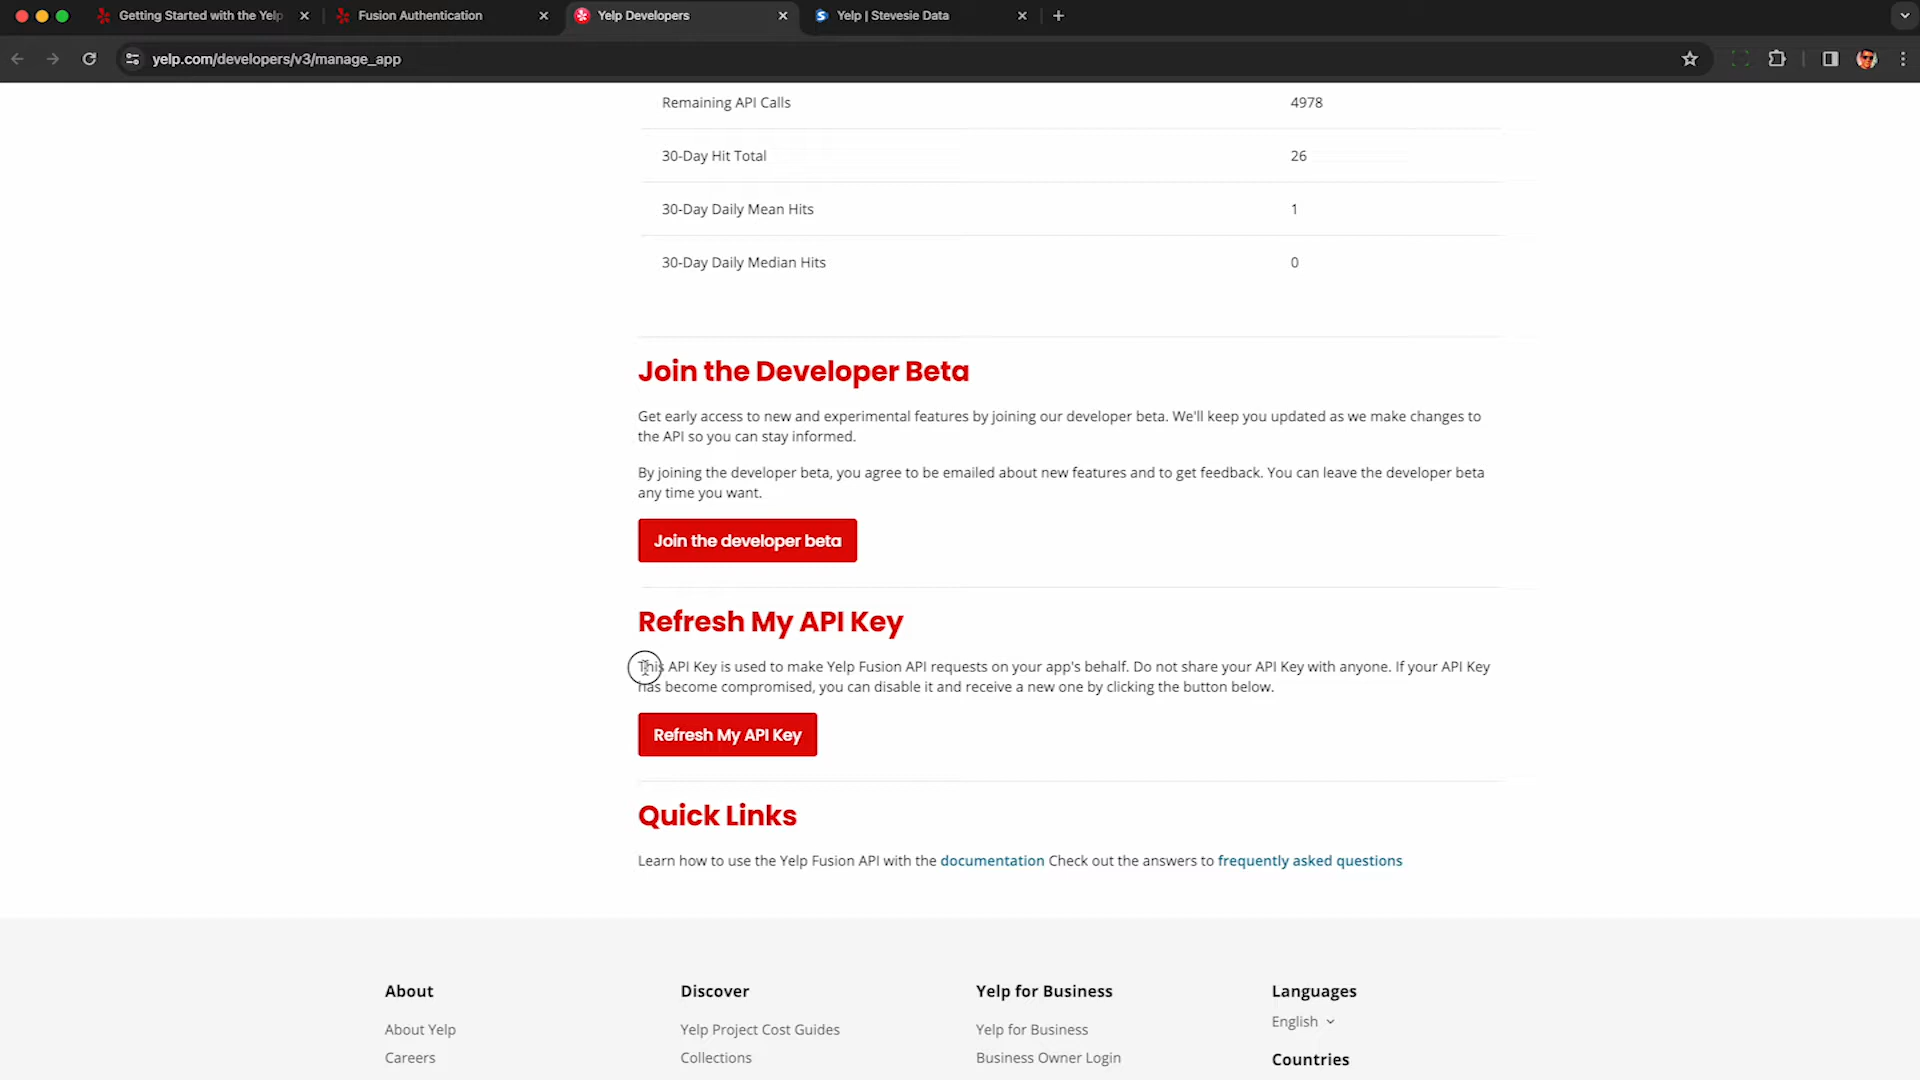 Getting Started with the Yelp
Fusion Authentication
Yelp Developers
Yelp | Stevesie Data
yelp.com/developers/v3/manage_app
Remaining API Calls 4978
30-Day Hit Total 26
30-Day Daily Mean Hits 1
30-Day Daily Median Hits 0
Join the Developer Beta
Get early access to new and experimental features by joining our developer beta. We'll keep you updated as we make changes to
the API so you can stay informed.
By joining the developer beta, you agree to be emailed about new features and to get feedback. You can leave the developer beta
any time you want.
Join the developer beta
Refresh My API Key
This API Key is used to make Yelp Fusion API requests on your app's behalf. Do not share your API Key with anyone. If your API Key
has become compromised, you can disable it and receive a new one by clicking the button below.
Refresh My API Key
Quick Links
Learn how to use the Yelp Fusion API with the documentation Check out the answers to frequently asked questions
About
About Yelp
Careers
Discover
Yelp Project Cost Guides
Collections
Yelp for Business
Yelp for Business
Business Owner Login
Languages
English
Countries